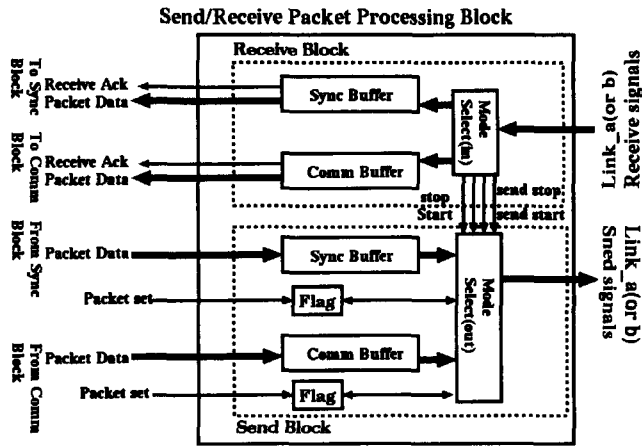 Send/Receive Packet Processing Block
Receive Block
To Sync
Block
Receive Ack
Packet Data
Sync Buffer
Mode
Select(in)
Link_a(or b)
Receive signals
To Comm
Block
Receive Ack
Packet Data
Comm Buffer
stop
Start
send stop
send start
From Sync
Block
Packet Data
Sync Buffer
Packet set
Flag
Mode
Select(out)
Link_a(or b)
Sned signals
From Comm
Block
Packet Data
Comm Buffer
Packet set
Flag
Send Block